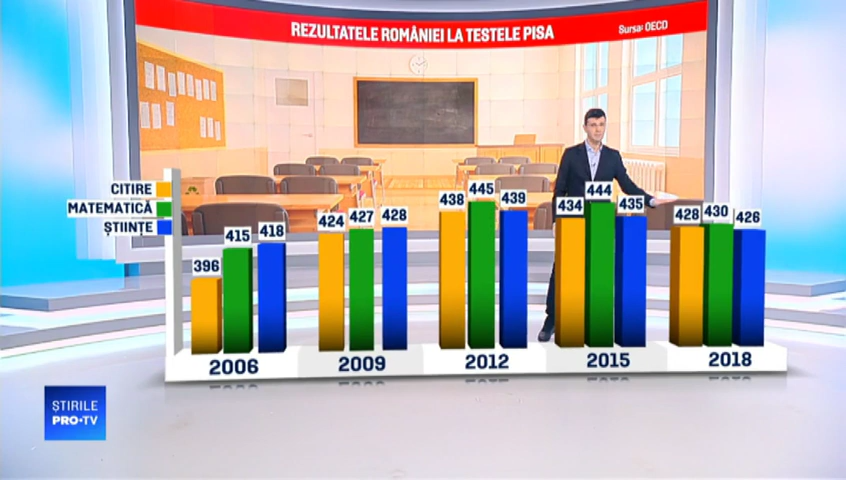 REZULTATELE ROMÂNIEI LA TESTELE PISA
Sursa: OECD
CITIRE
MATEMATICĂ
ȘTIINȚE
396 415 418
424 427 428
438 445 439
434 444 435
428 430 426
2006 2009 2012 2015 2018
ȘTIRILE
PRO•TV